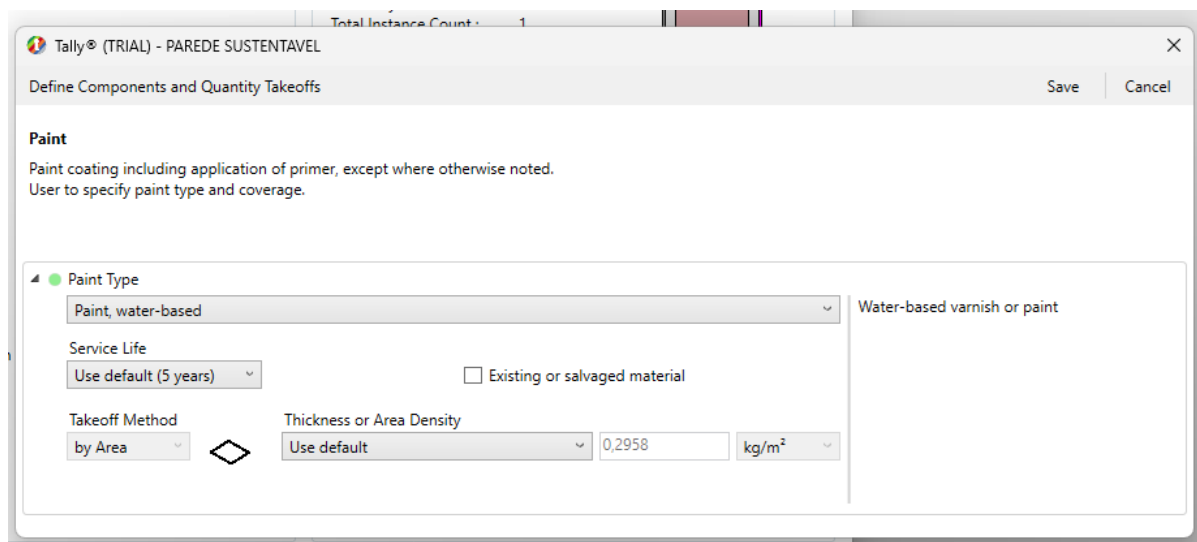 Total Instance Count : 1
Tally® (TRIAL) - PAREDE SUSTENTAVEL
Define Components and Quantity Takeoffs Save Cancel
Paint
Paint coating including application of primer, except where otherwise noted.
User to specify paint type and coverage.
Paint Type
Paint, water-based
Water-based varnish or paint
Service Life
Use default (5 years)
Existing or salvaged material
Takeoff Method Thickness or Area Density
by Area Use default 0,2958 kg/m²